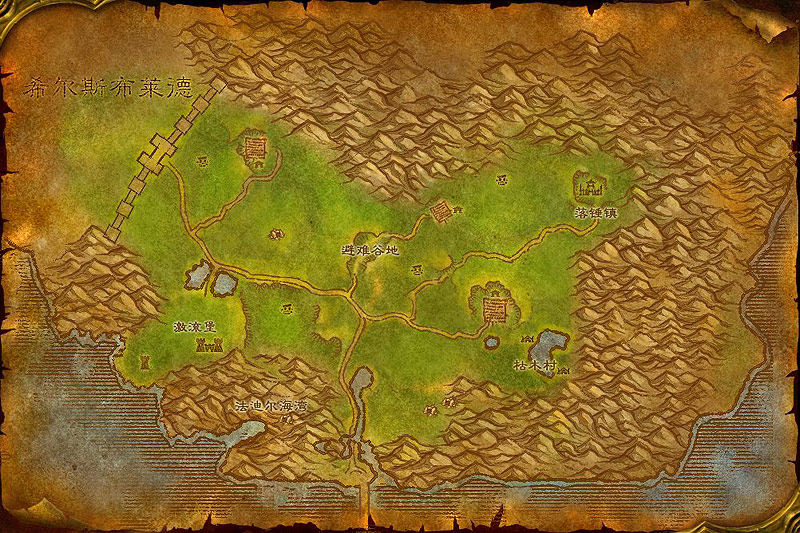 希尔斯布莱德
落锤镇
避难谷地
激流堡
枯木村
法迪尔海湾